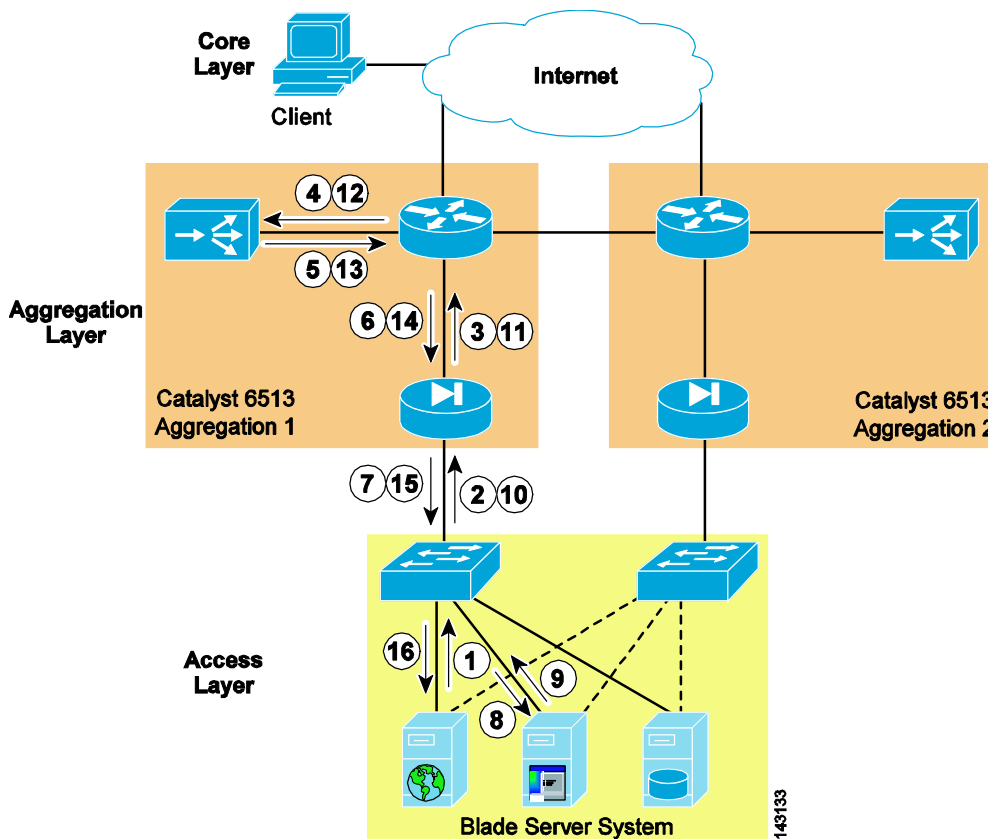 Core
Layer
Internet
Client
4 12
5 13
6 14
3 11
Aggregation
Layer
Catalyst 6513
Aggregation 1
Catalyst 6513
Aggregation 2
7 15
2 10
16
1
9
8
Access
Layer
Blade Server System
143133